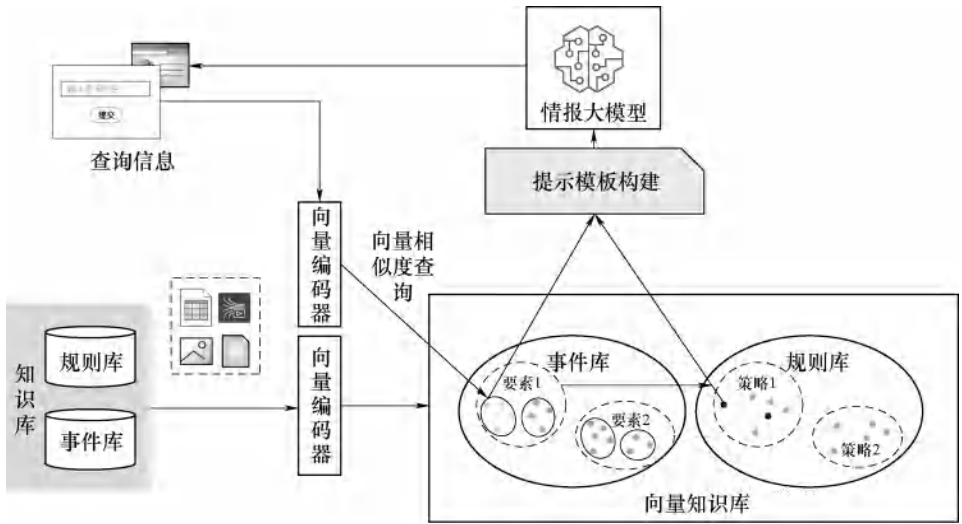 情报大模型
提交
查询信息
提示模板构建
向量编码器
向量相
似度查
询
知识库
规则库
事件库
向量编码器
事件库
要素1
要素2
规则库
策略1
策略2
向量知识库